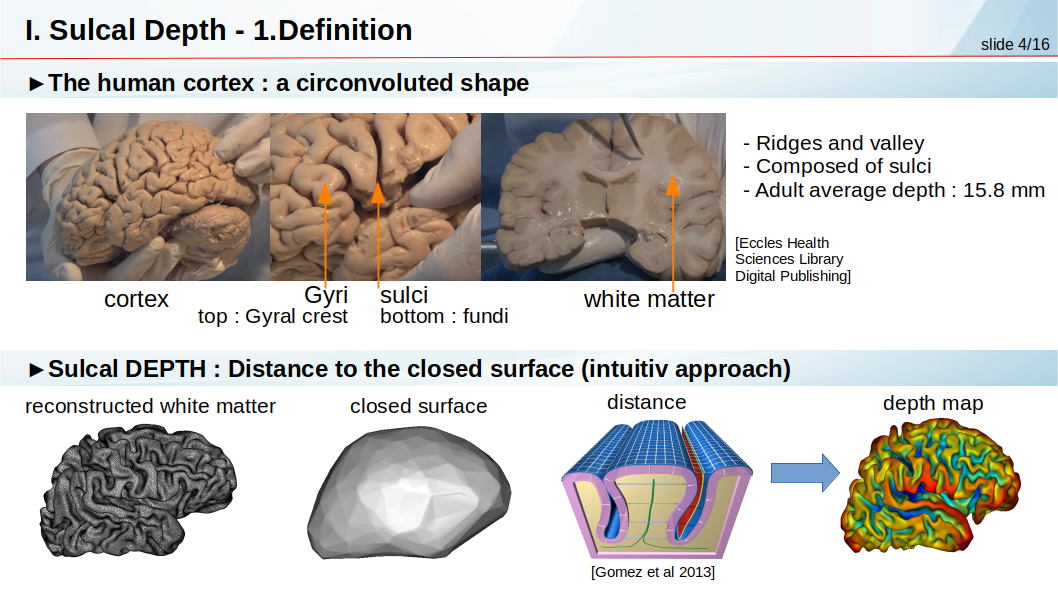 I. Sulcal Depth - 1.Definition
slide 4/16
►The human cortex : a circonvoluted shape
- Ridges and valley
- Composed of sulci
- Adult average depth : 15.8 mm
[Eccles Health
Sciences Library
Digital Publishing]
cortex
Gyri
top : Gyral crest
sulci
bottom : fundi
white matter
►Sulcal DEPTH : Distance to the closed surface (intuitiv approach)
reconstructed white matter
closed surface
distance
depth map
[Gomez et al 2013]